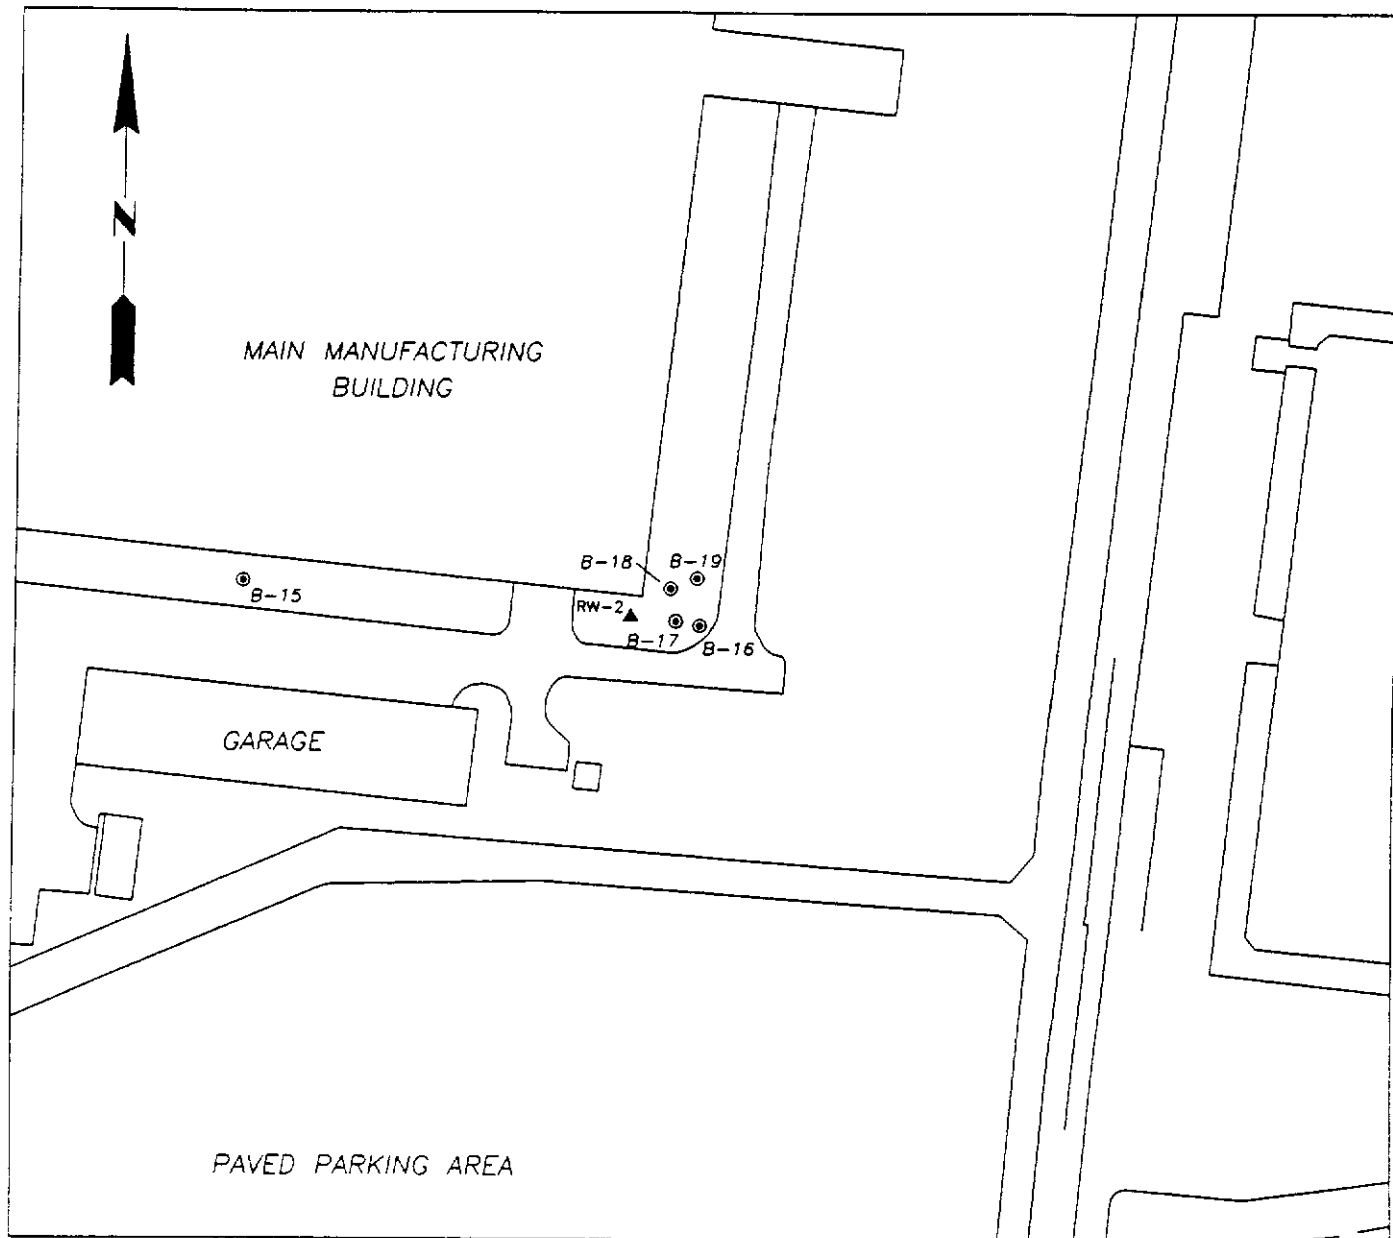 N
MAIN MANUFACTURING
BUILDING
B-18
B-19
B-15
RW-2
B-17
B-16
GARAGE
PAVED PARKING AREA